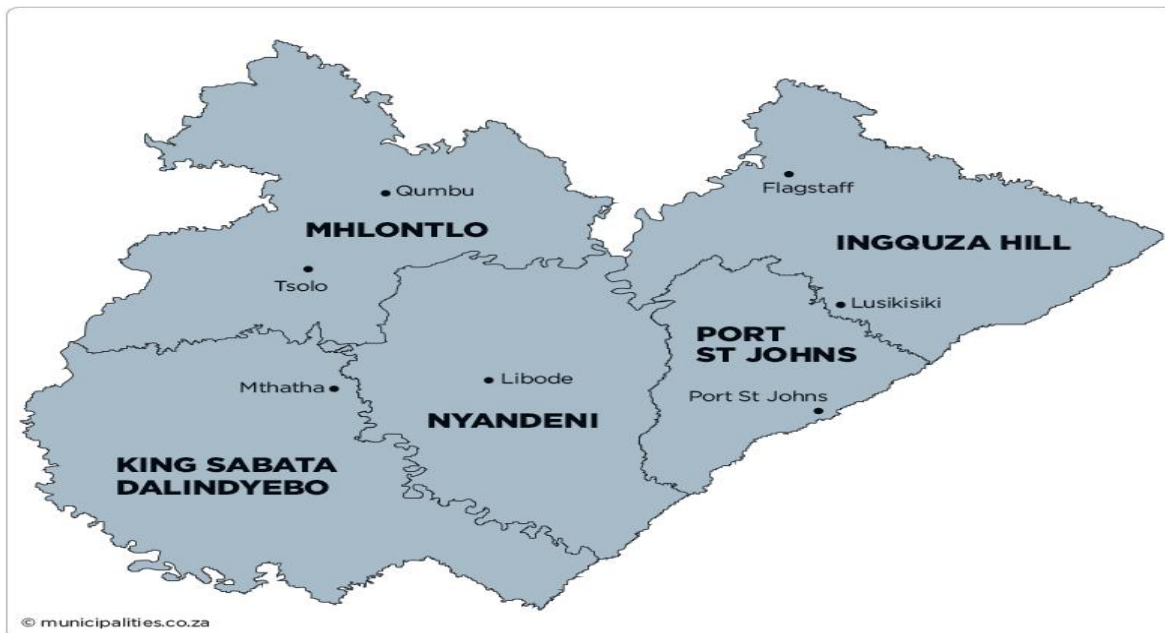 Qumbu
MHLONTLO
Tsolo
Flagstaff
INGQUZA HILL
Lusikisiki
PORT
ST JOHNS
Port St Johns
Mthatha
Libode
NYANDENI
KING SABATA
DALINDYEBO
© municipalities.co.za